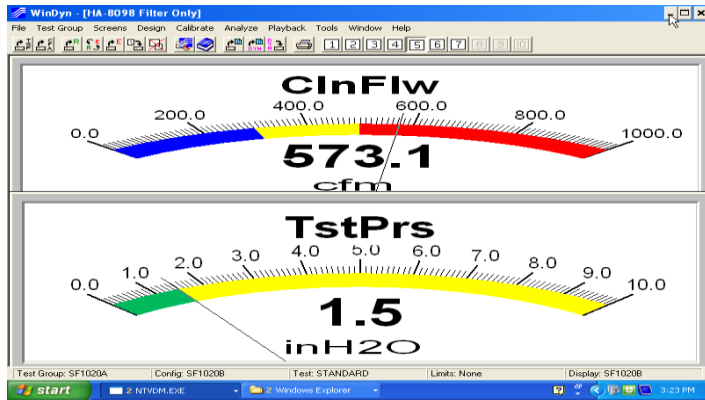 WinDyn - [HA-8098 Filter Only]
File Test Group Screens Design Calibrate Analyze Playback Tools Window Help
1 2 3 4 5 6 7 8 9 10
ClnFlw
0.0 200.0 400.0 600.0 800.0 1000.0
573.1
cfm
TstPrs
0.0 1.0 2.0 3.0 4.0 5.0 6.0 7.0 8.0 9.0 10.0
1.5
inH2O
Test Group: SF1020A Config: SF1020B Test: STANDARD Limits: None Display: SF1020B
start 2 NTVDM.EXE 2 Windows Explorer 3:23 PM